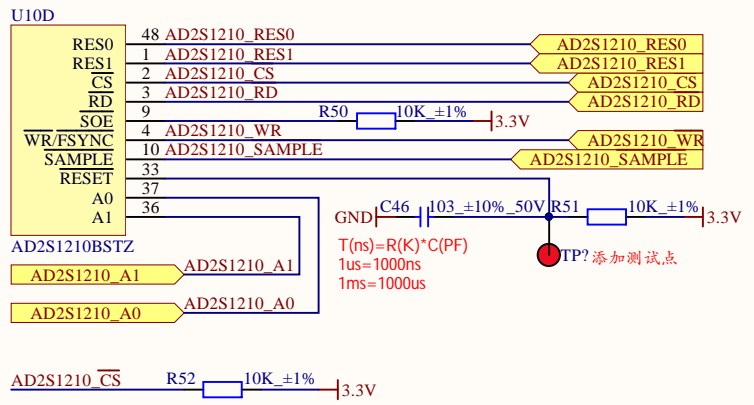 U10D
RES0 48 AD2S1210_RES0 AD2S1210_RES0
RES1 1 AD2S1210_RES1 AD2S1210_RES1
CS 2 AD2S1210_CS AD2S1210_CS
RD 3 AD2S1210_RD AD2S1210_RD
SOE 9 R50 10K_±1% 3.3V
WR/FSYNC 4 AD2S1210_WR AD2S1210_WR
SAMPLE 10 AD2S1210_SAMPLE AD2S1210_SAMPLE
RESET 33
A0 37
A1 36
GND C46 103_±10%_50V R51 10K_±1% 3.3V
AD2S1210BSTZ
T(ns)=R(K)*C(PF)
1us=1000ns
1ms=1000us
TP? 添加测试点
AD2S1210_A1 AD2S1210_A1
AD2S1210_A0 AD2S1210_A0
AD2S1210_CS R52 10K_±1% 3.3V